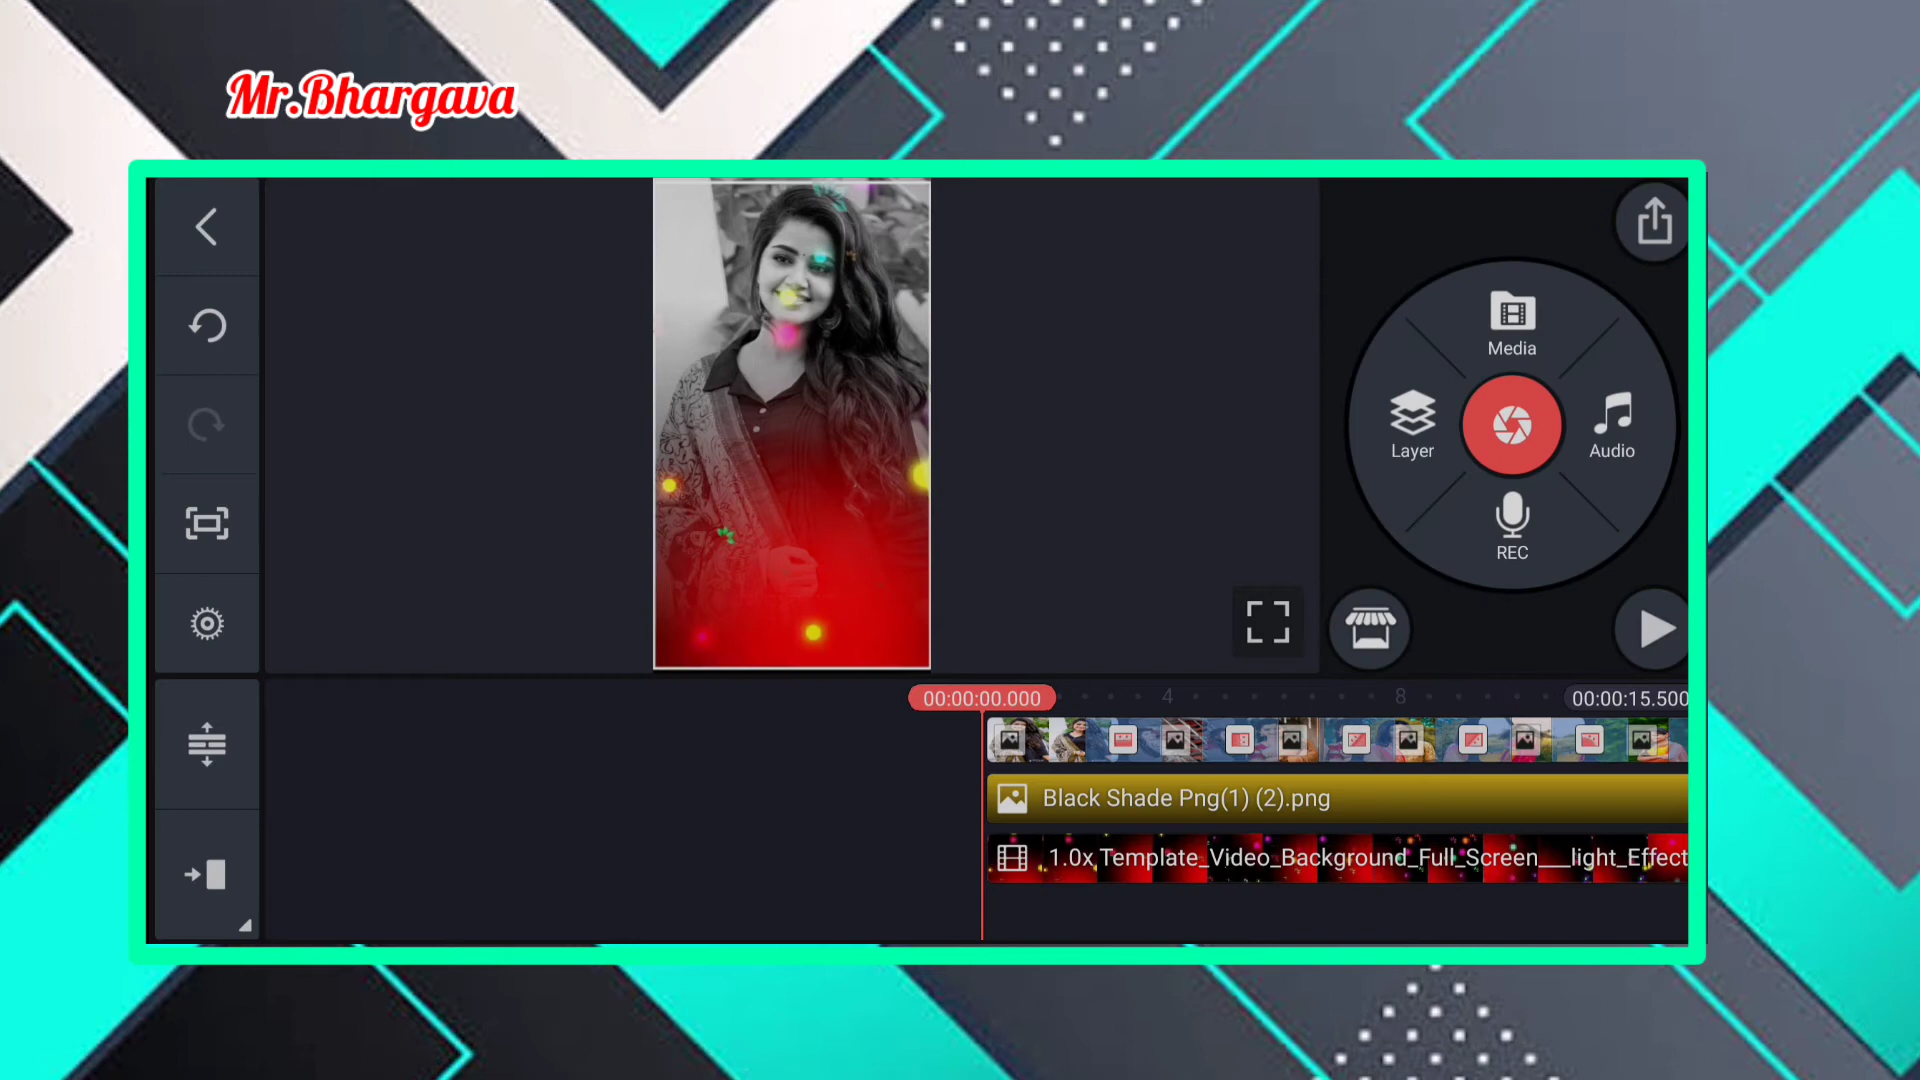 Mr.Bhargava
Media
Layer
Audio
REC
00:00:00.000
4
8
00:00:15.500
Black Shade Png(1) (2).png
1.0x Template_Video_Background_Full_Screen___light_Effect